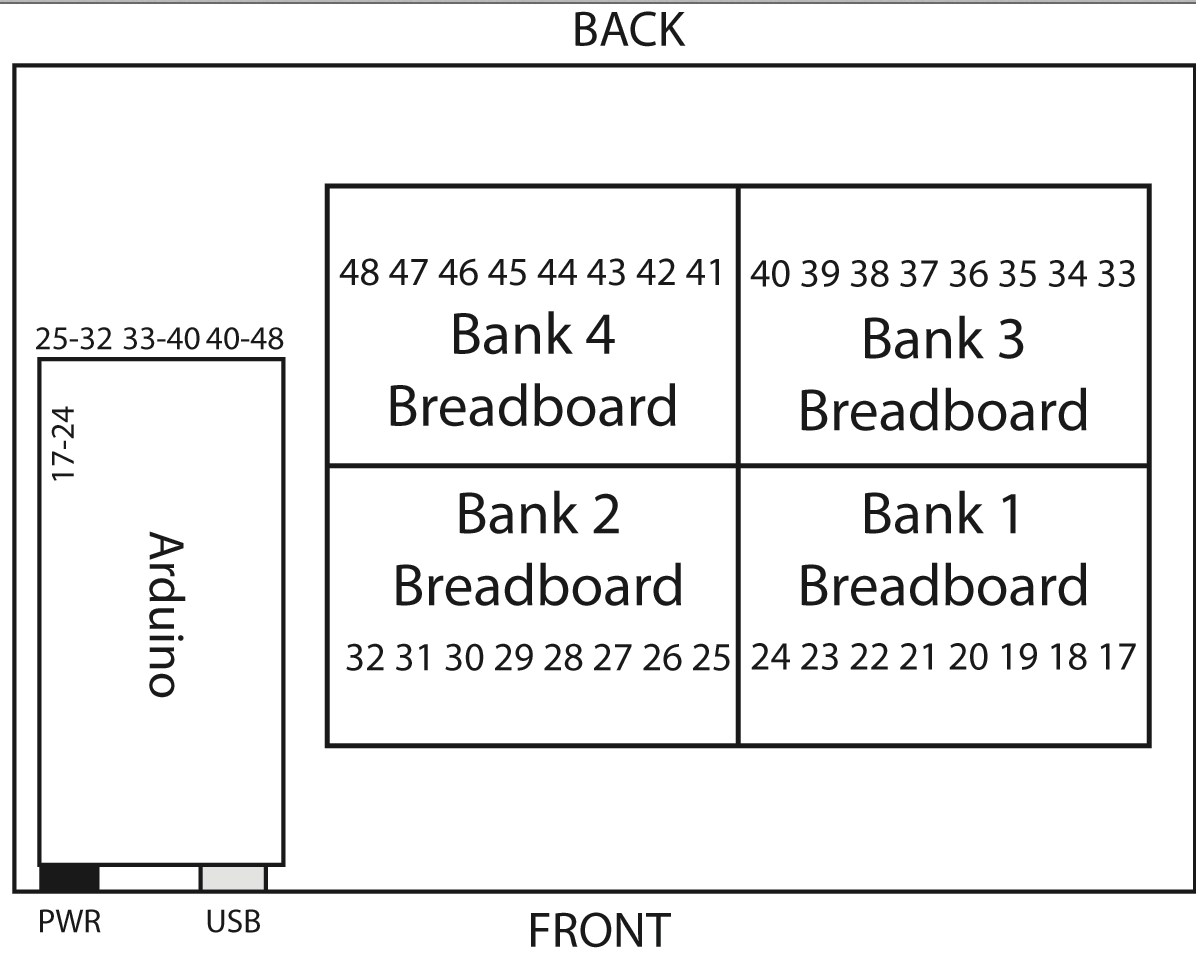 BACK
48 47 46 45 44 43 42 41
40 39 38 37 36 35 34 33
Bank 4
Breadboard
Bank 3
Breadboard
25-32 33-40 40-48
17-24
Arduino
Bank 2
Breadboard
Bank 1
Breadboard
32 31 30 29 28 27 26 25
24 23 22 21 20 19 18 17
PWR
USB
FRONT